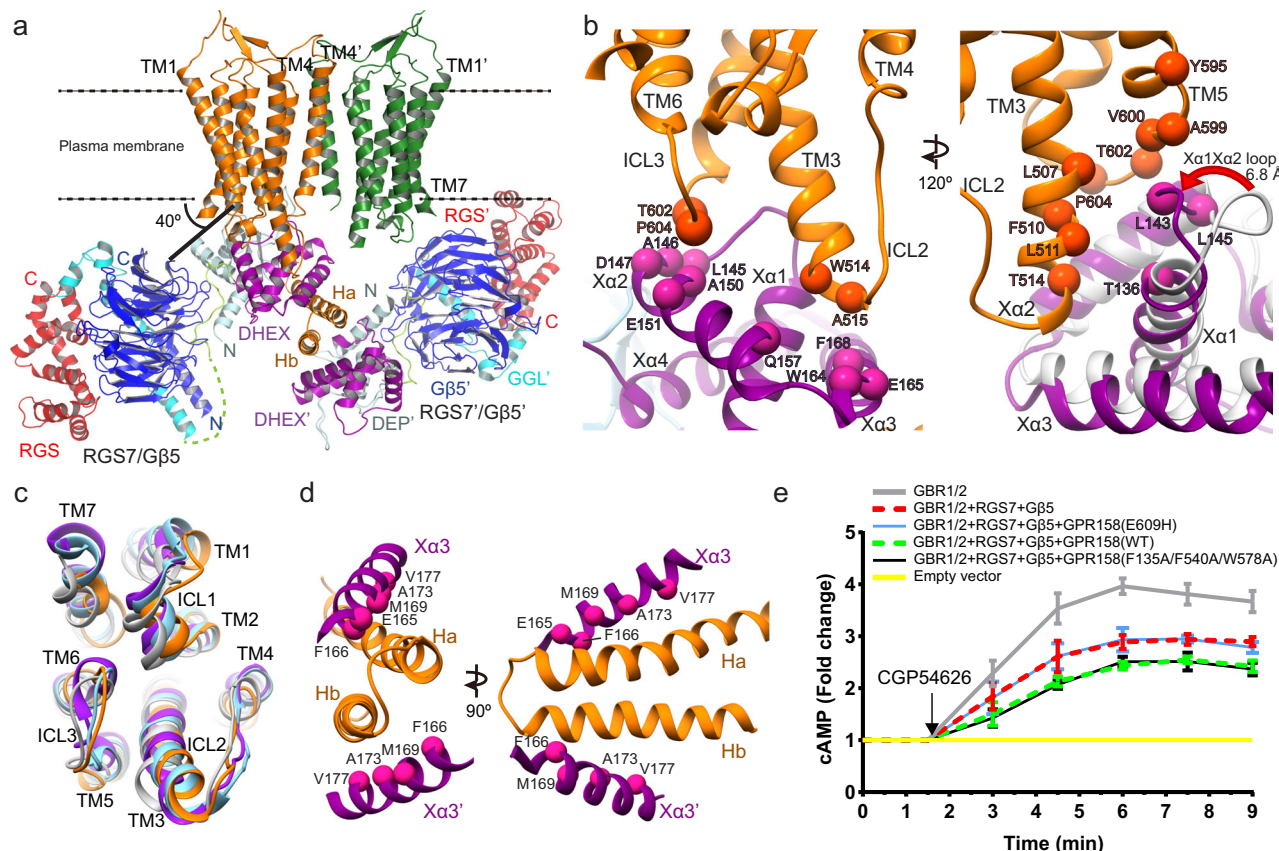 a
TM4'
TM1
TM4
TM1'
Plasma membrane
40º
TM7
RGS'
C
C
N
Ha
N
DHEX
Hb
C
RGS
N
RGS7/Gβ5
DHEX'
DEP'
Gβ5'
RGS7'/Gβ5'
GGL'
b
TM6
TM4
ICL3
TM3
T602
P604
A146
D147
L145
A150
Xα1
Xα2
E151
W514
ICL2
A515
Xα4
Q157
F168
W164
E165
Xα3
120º
Y595
TM3
TM5
V600
A599
T602
Xα1Xα2 loop
6.8 Å
L507
ICL2
P604
L143
F510
L145
L511
T514
T136
Xα2
Xα1
Xα3
c
TM7
TM1
ICL1
TM2
TM6
TM4
ICL3
ICL2
TM5
TM3
d
Xα3
V177
A173
M169
E165
F166
Ha
Hb
F166
M169
A173
V177
Xα3'
90º
Xα3
M169
V177
A173
E165
F166
Ha
F166
Hb
M169
A173
V177
Xα3'
e
GBR1/2
GBR1/2+RGS7+Gβ5
GBR1/2+RGS7+Gβ5+GPR158(E609H)
GBR1/2+RGS7+Gβ5+GPR158(WT)
GBR1/2+RGS7+Gβ5+GPR158(F135A/F540A/W578A)
Empty vector
cAMP (Fold change)
5
4
3
2
1
0
CGP54626
0 1 2 3 4 5 6 7 8 9
Time (min)